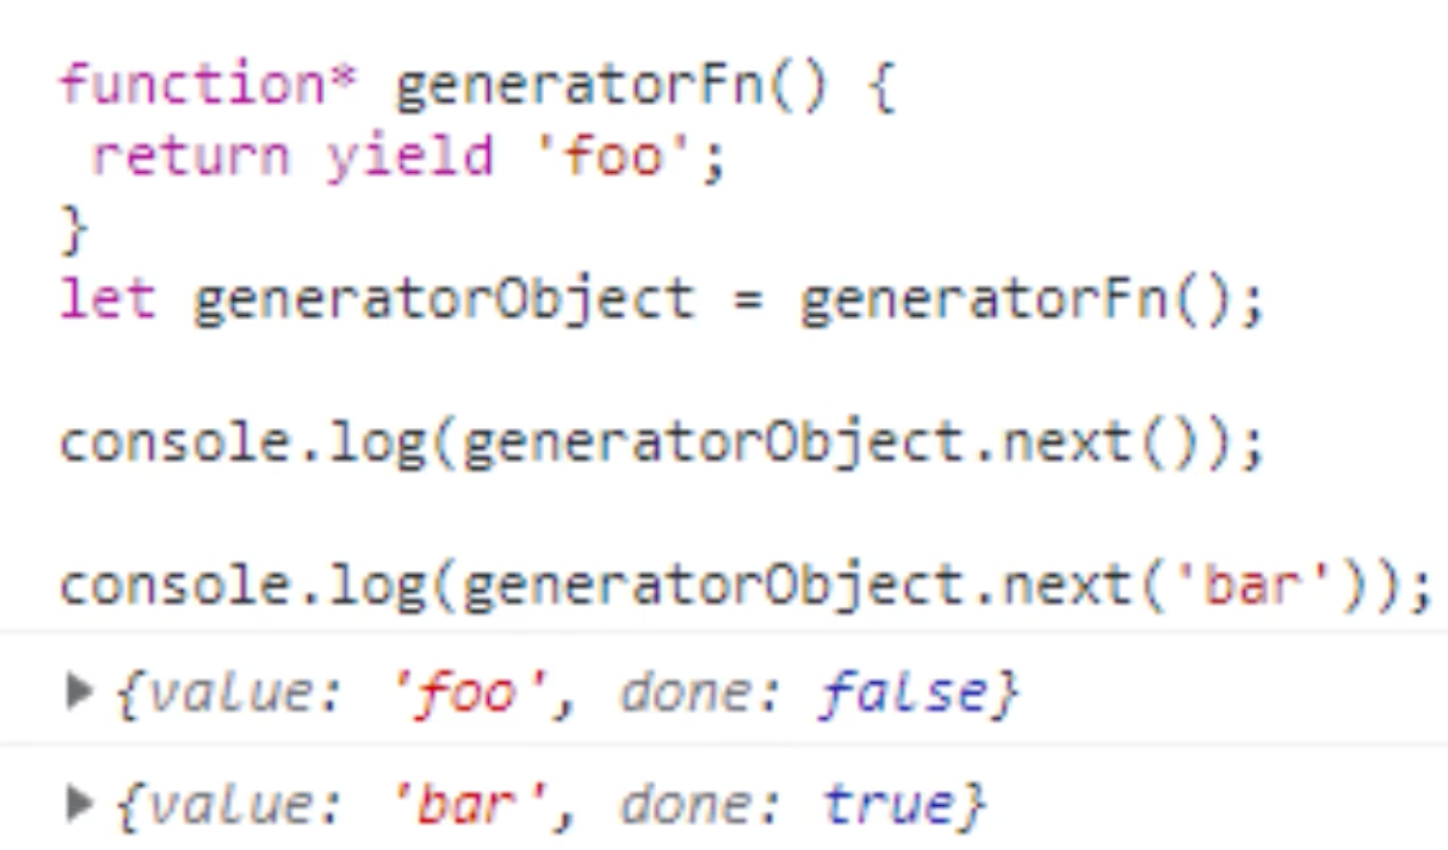 function* generatorFn() {
 return yield 'foo';
}
let generatorObject = generatorFn();
console.log(generatorObject.next());
console.log(generatorObject.next('bar'));
{value: 'foo', done: false}
{value: 'bar', done: true}